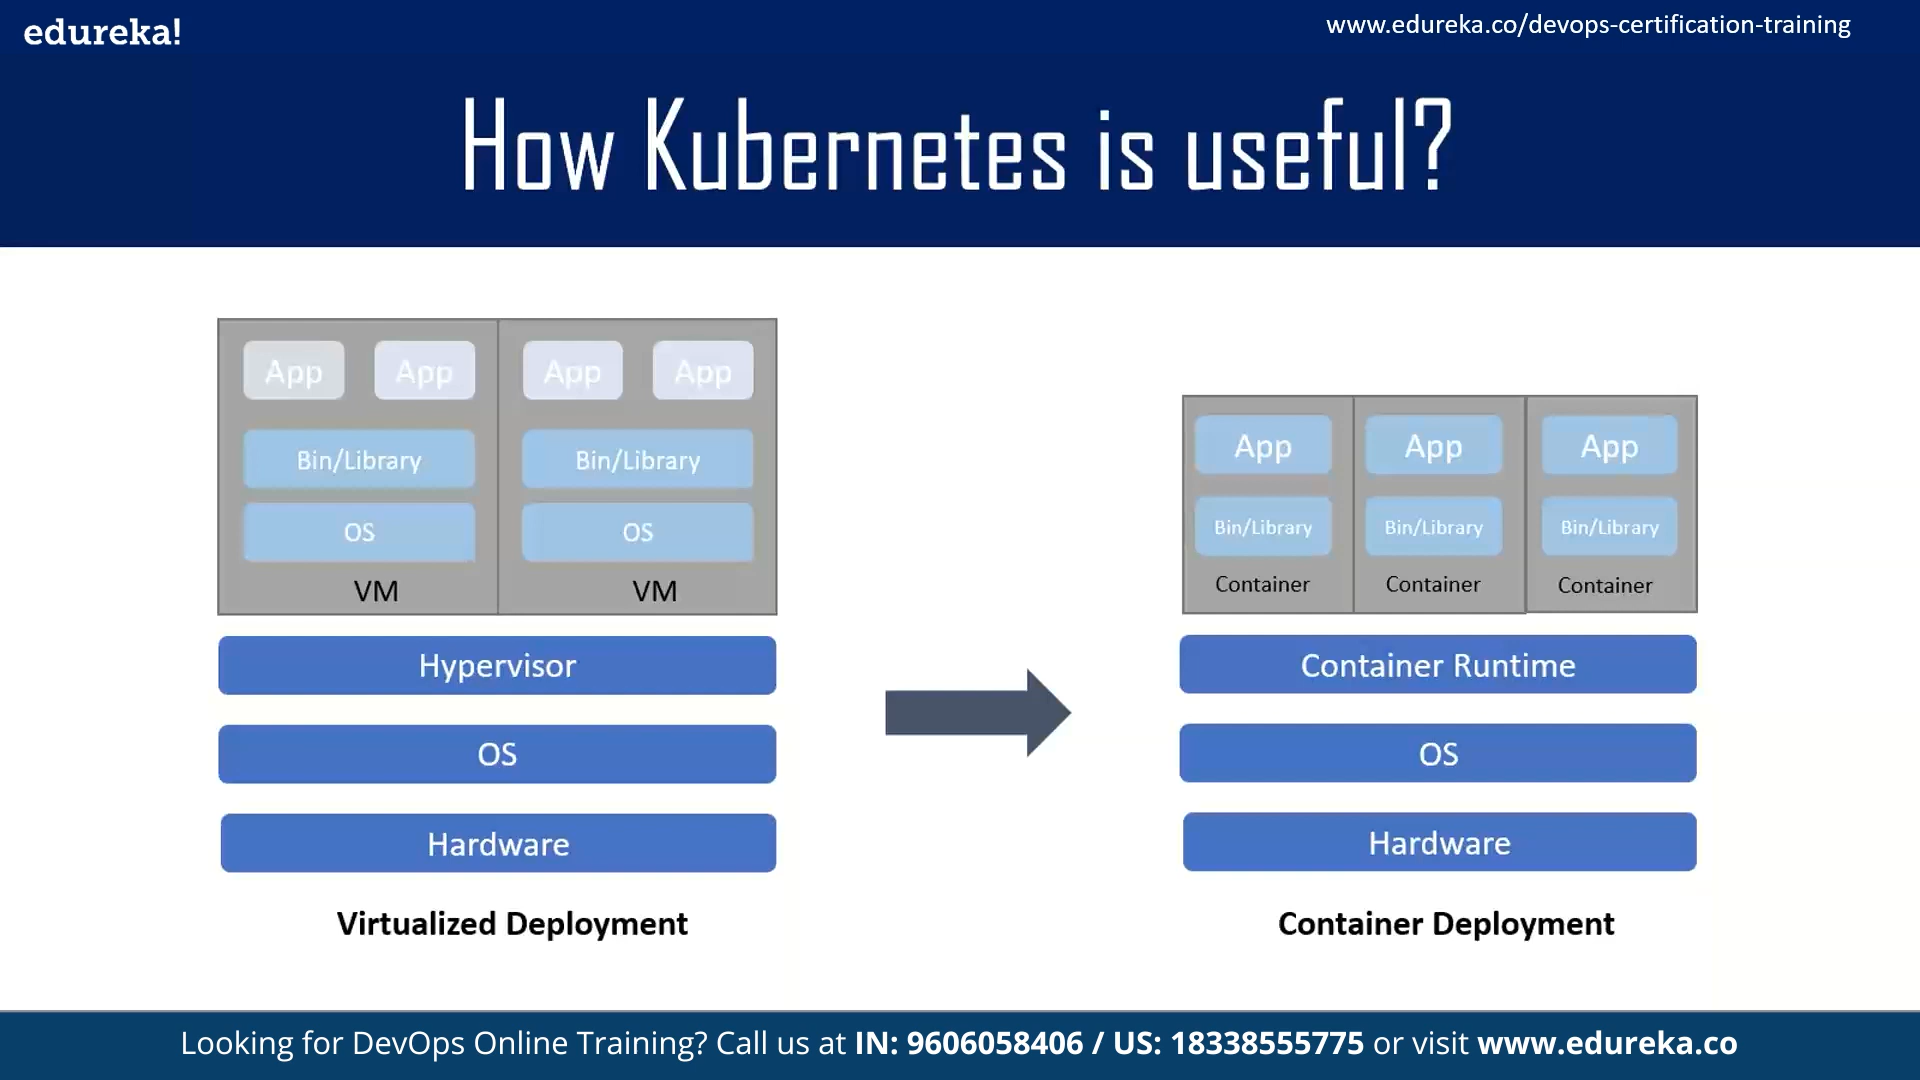 edureka!
www.edureka.co/devops-certification-training
How Kubernetes is useful?
App App App App
Bin/Library Bin/Library
OS OS
VM VM
Hypervisor
OS
Hardware
Virtualized Deployment
App App App
Bin/Library Bin/Library Bin/Library
Container Container Container
Container Runtime
OS
Hardware
Container Deployment
Looking for DevOps Online Training? Call us at IN: 9606058406 / US: 18338555775 or visit www.edureka.co